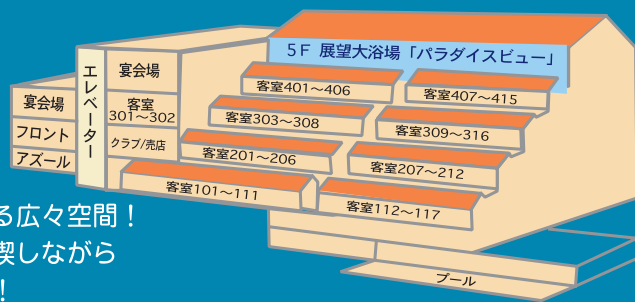 5F 展望大浴場「パラダイスビュー」
エレベーター
宴会場
客室401〜406
客室407〜415
宴会場
客室
301〜302
客室303〜308
客室309〜316
フロント
クラブ/売店
客室201〜206
客室207〜212
アズール
客室101〜111
客室112〜117
プール
る広々空間！
喫しながら
！